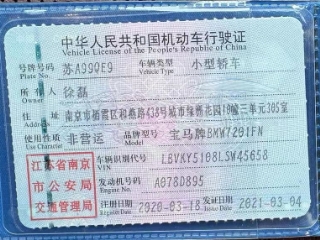 中华人民共和国机动车行驶证
Vehicle License of the People's Republic of China
号牌号码 苏A99QE9 车辆类型 小型轿车
Plate No. Vehicle Type
所有人 徐磊
Owner
住址 南京市栖霞区和燕路438号城市绿洲花园18幢三单元305室
Address
使用性质 非营运 品牌型号 宝马牌BMW7201FN
Use Character Model
江苏省南京
市公安局
交通管理局
车辆识别代号 LBVKY5108LSW45658
VIN
发动机号码 A0780895
Engine No.
注册日期 2020-03-18 发证日期 2021-03-04
Register Date Issue Date